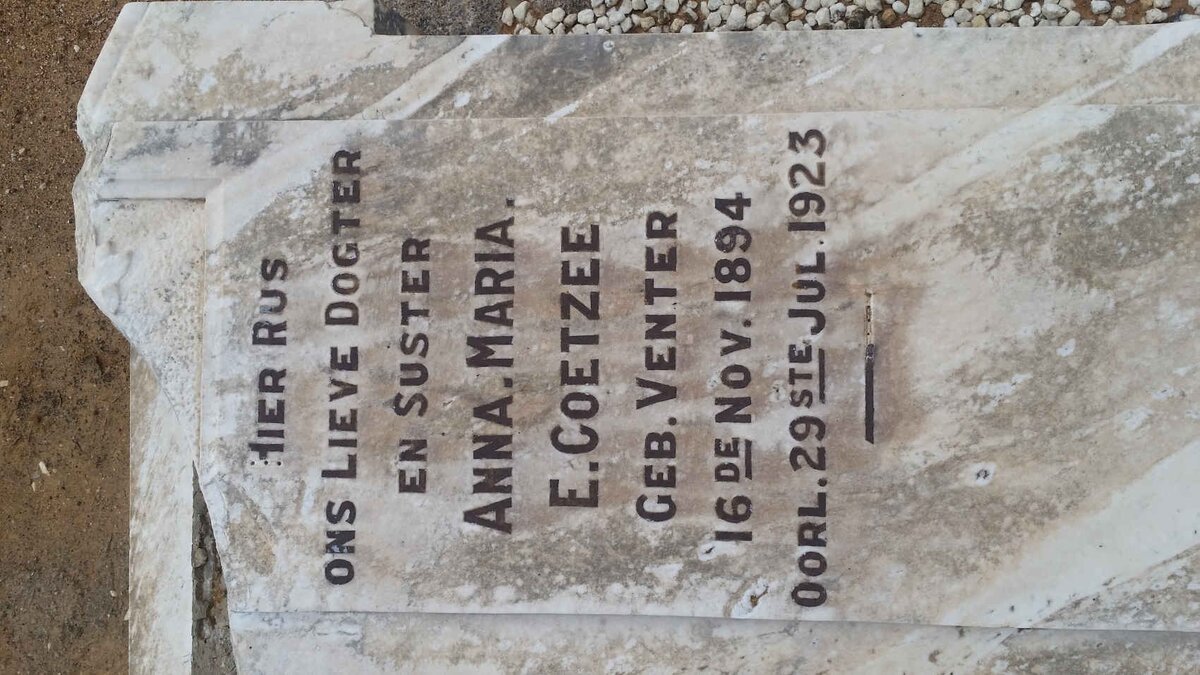 HIER RUS
ONS LIEVE DOGTER
EN SUSTER
ANNA. MARIA.
E. COETZEE
GEB. VENTER
16DE NOV. 1894
OORL. 29STE JUL. 1923